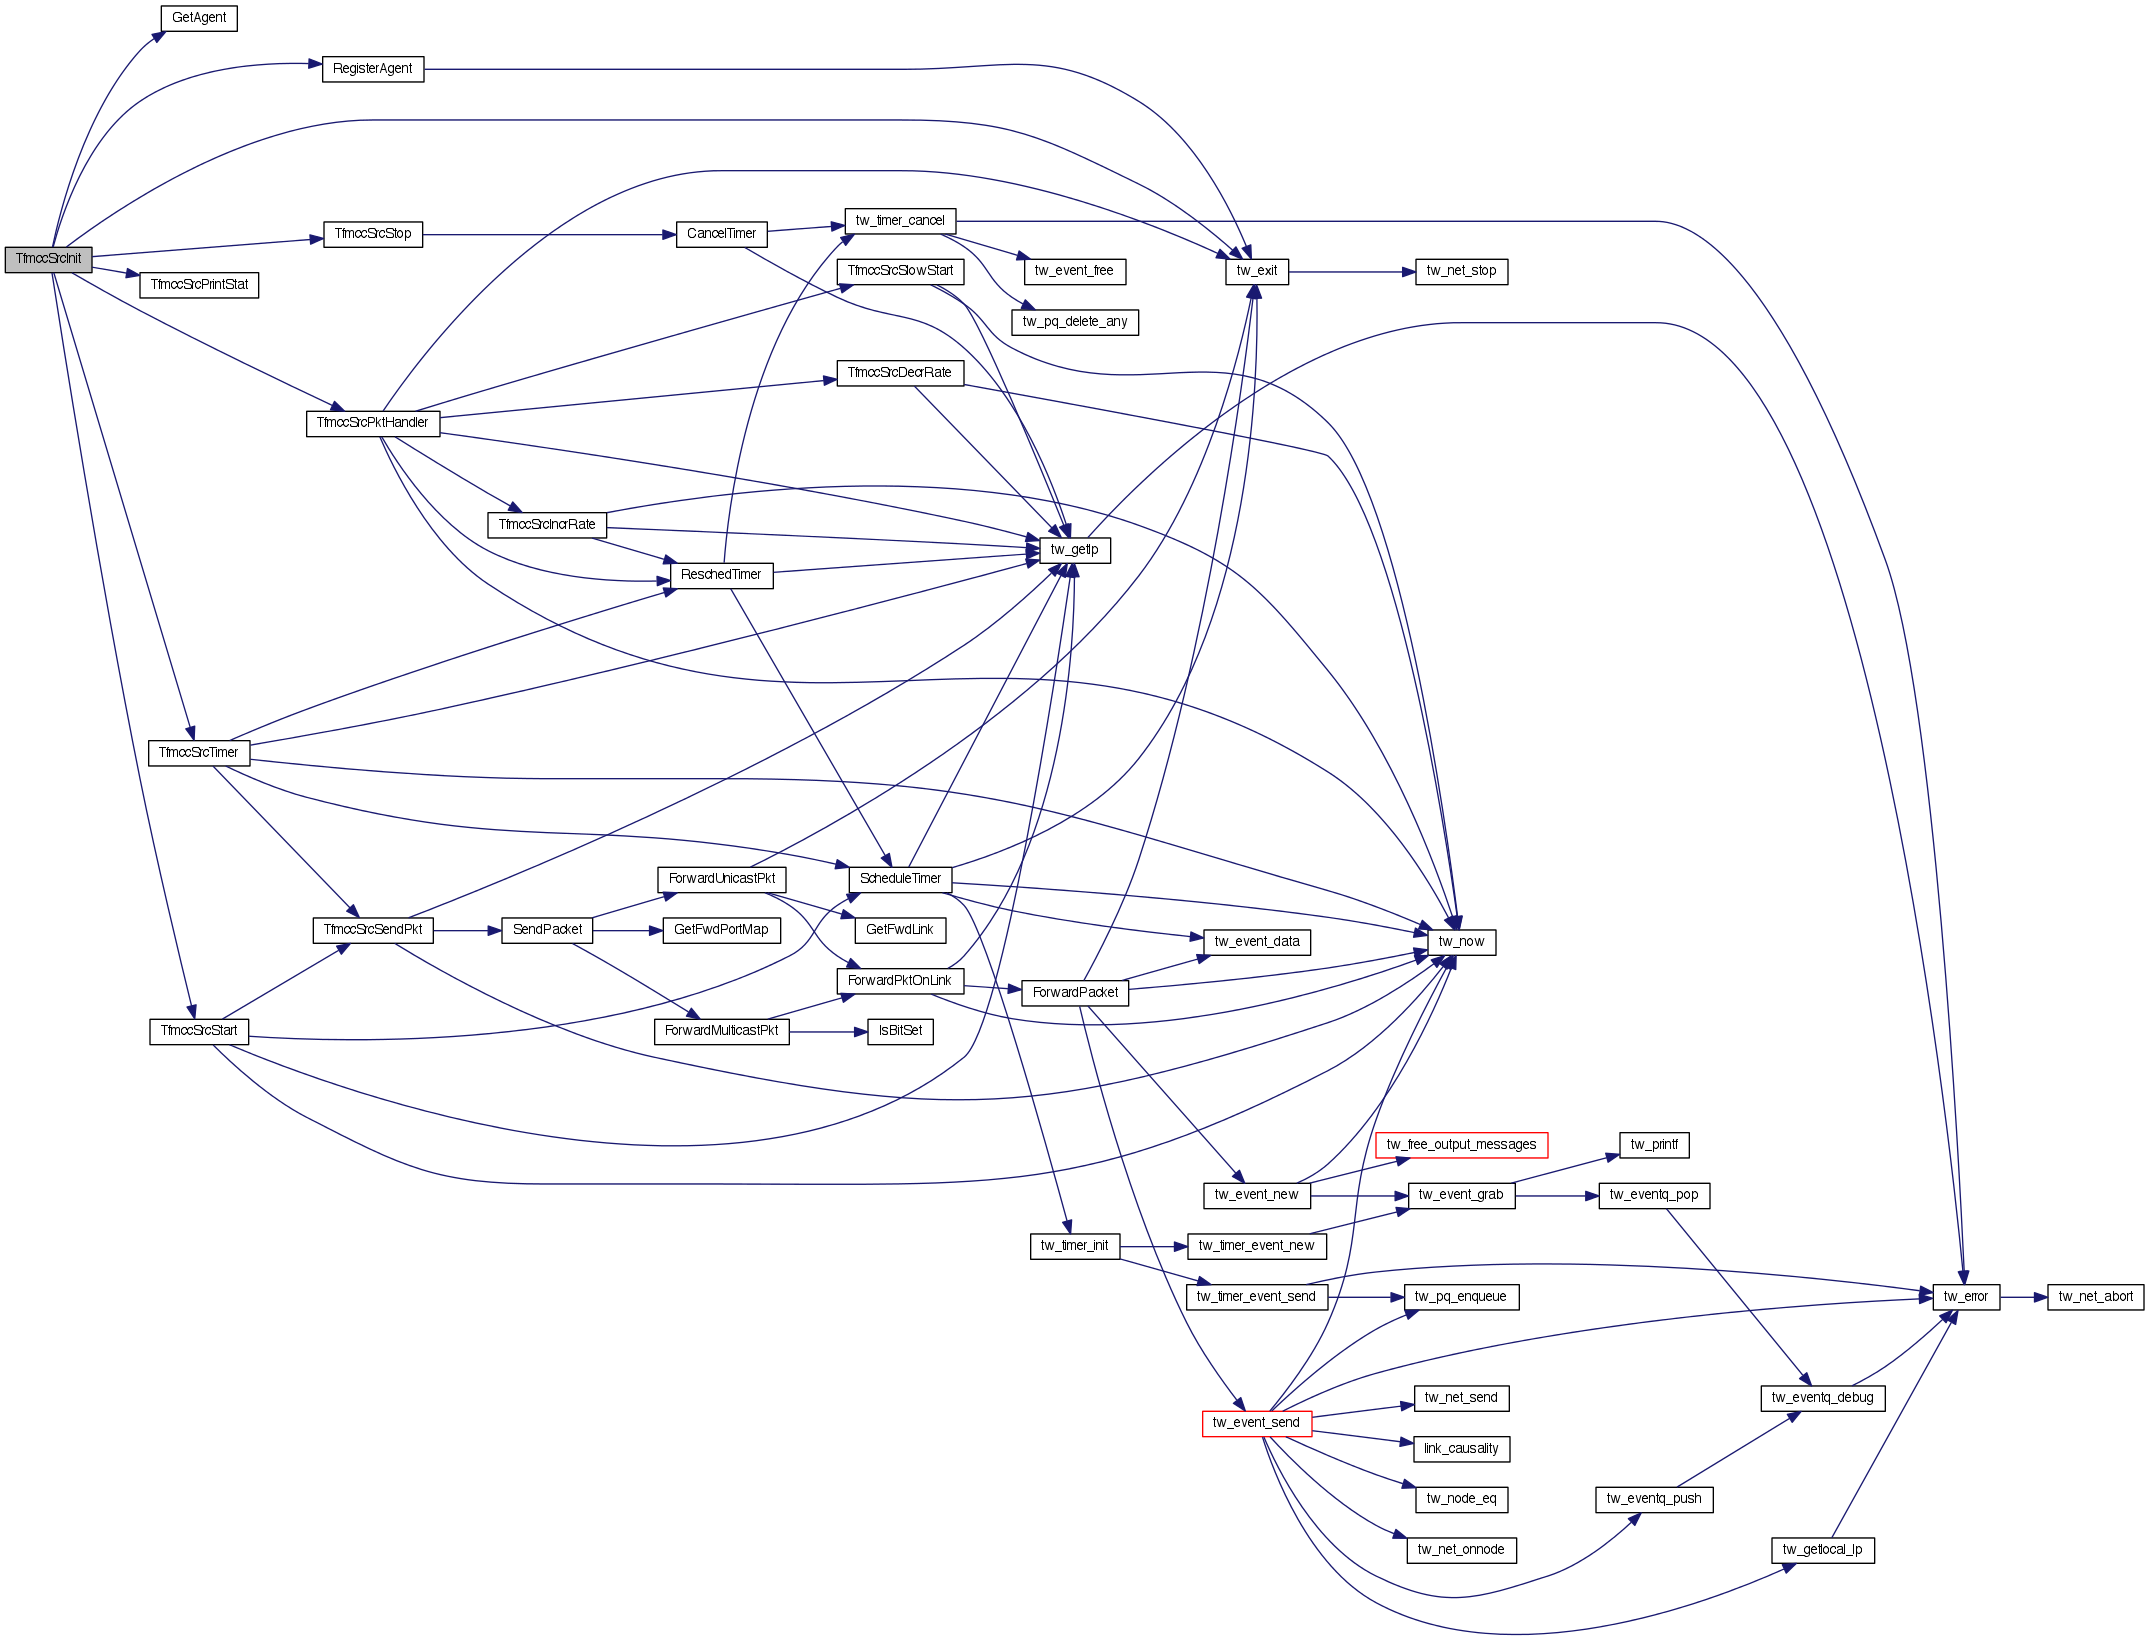 GetAgent
RegisterAgent
TfmccSrcStop
CancelTimer
tw_timer_cancel
TfmccSrcInit
TfmccSrcPrintStat
TfmccSrcSlowStart
tw_event_free
tw_exit
tw_net_stop
tw_pq_delete_any
TfmccSrcDecrRate
TfmccSrcPktHandler
TfmccSrcIncrRate
tw_getlp
ReschedTimer
TfmccSrcTimer
ForwardUnicastPkt
ScheduleTimer
TfmccSrcSendPkt
SendPacket
GetFwdPortMap
GetFwdLink
tw_event_data
tw_now
ForwardPktOnLink
ForwardPacket
TfmccSrcStart
ForwardMulticastPkt
IsBitSet
tw_free_output_messages
tw_printf
tw_event_new
tw_event_grab
tw_eventq_pop
tw_timer_init
tw_timer_event_new
tw_timer_event_send
tw_pq_enqueue
tw_error
tw_net_abort
tw_net_send
tw_eventq_debug
tw_event_send
link_causality
tw_node_eq
tw_eventq_push
tw_net_onnode
tw_getlocal_lp